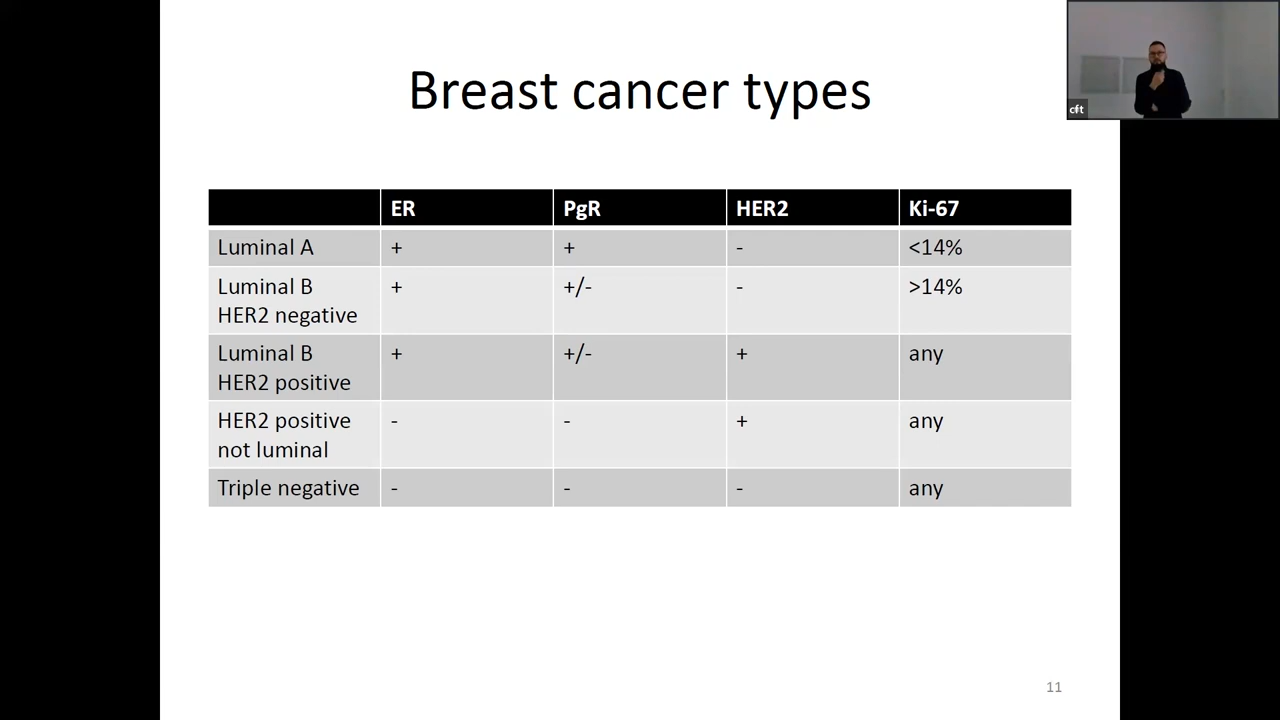 Breast cancer types
cft
ER PgR HER2 Ki-67
Luminal A + + - <14%
Luminal B + +/- - >14%
HER2 negative
Luminal B + +/- + any
HER2 positive
HER2 positive - - + any
not luminal
Triple negative - - - any
11